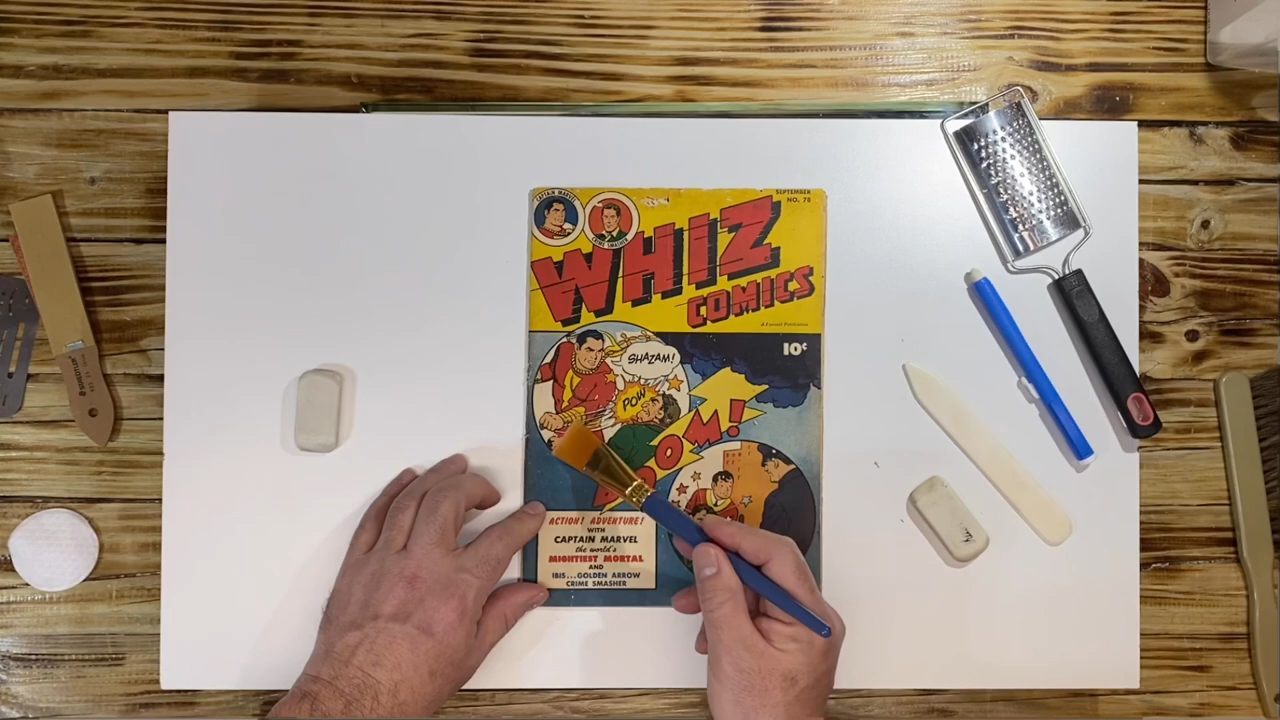 CAPTAIN MARVEL
CRIME SMASHER
SEPTEMBER
NO. 78
WHIZ
COMICS
A Fawcett Publication
10¢
SHAZAM!
POW
BOOM!
ACTION! ADVENTURE!
WITH
CAPTAIN MARVEL
the world's
MIGHTIEST MORTAL
AND
IBIS...GOLDEN ARROW
CRIME SMASHER
STAEDTLER